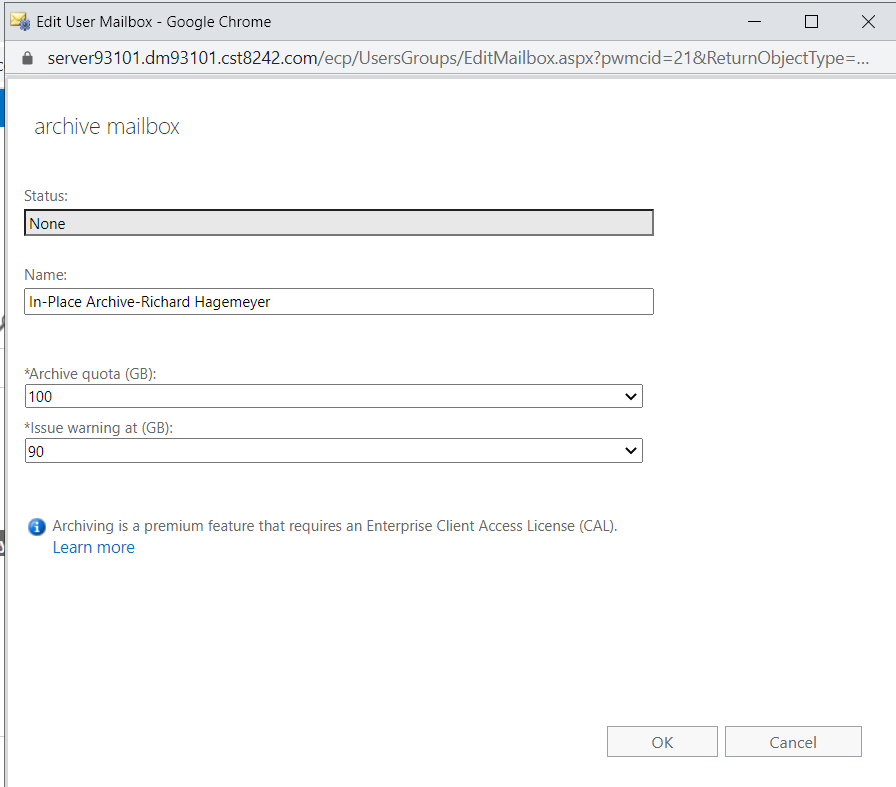 Edit User Mailbox - Google Chrome
server93101.dm93101.cst8242.com/ecp/UsersGroups/EditMailbox.aspx?pwmcid=21&ReturnObjectType=...
archive mailbox
Status:
None
Name:
In-Place Archive-Richard Hagemeyer
*Archive quota (GB):
100
*Issue warning at (GB):
90
Archiving is a premium feature that requires an Enterprise Client Access License (CAL).
Learn more
OK
Cancel